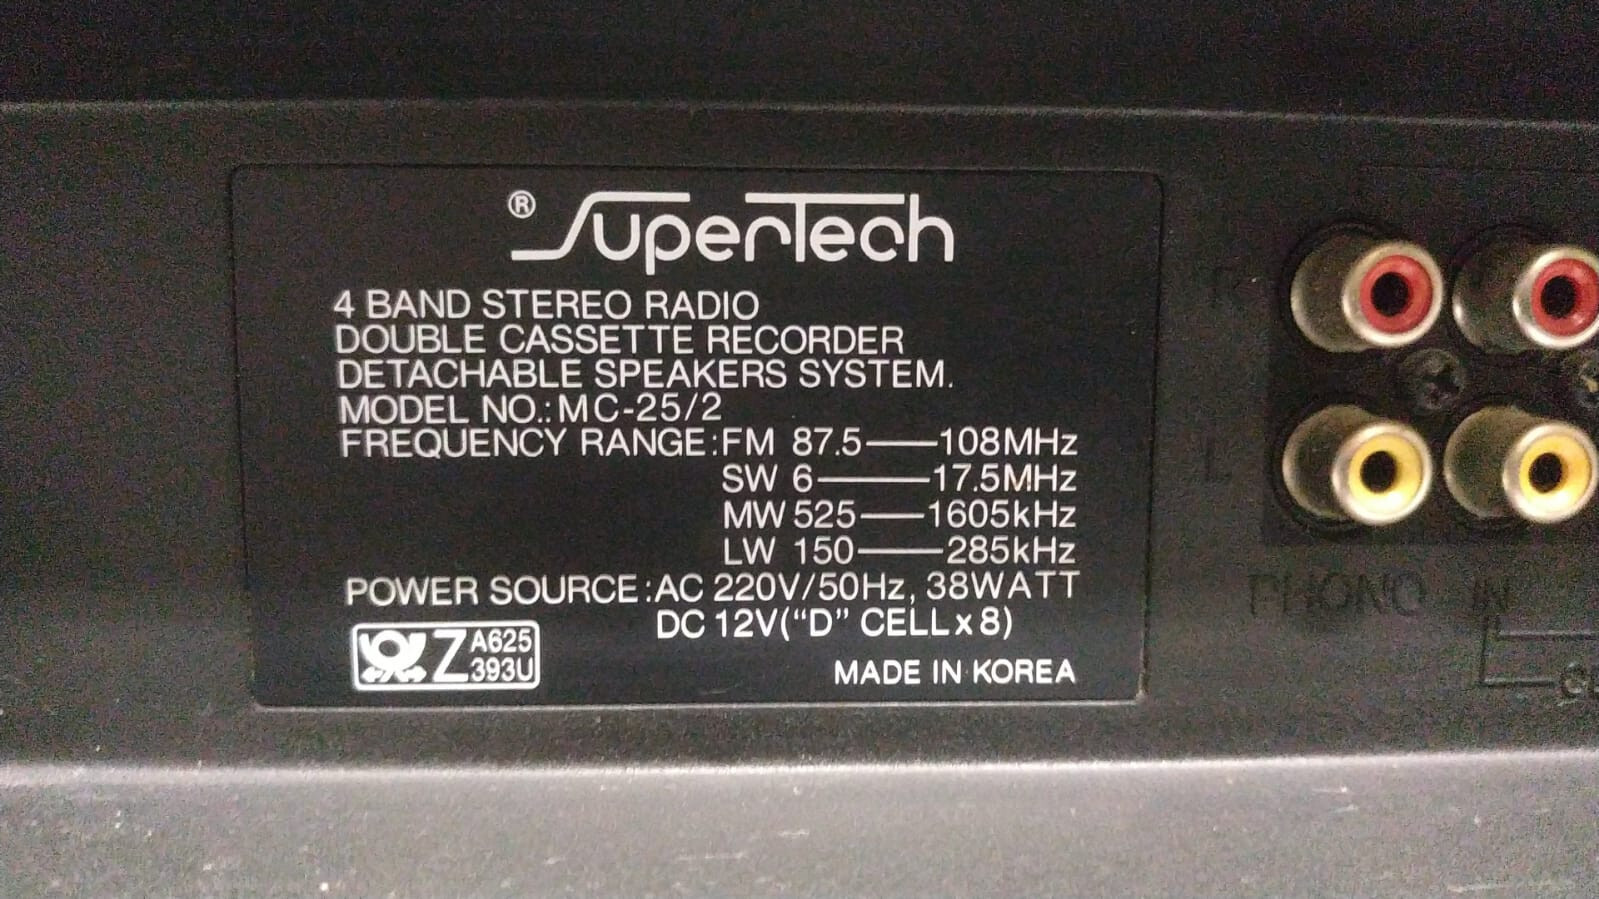 ® SuperTech
4 BAND STEREO RADIO
DOUBLE CASSETTE RECORDER
DETACHABLE SPEAKERS SYSTEM.
MODEL NO.: MC-25/2
FREQUENCY RANGE: FM 87.5——108MHz
SW 6——17.5MHz
MW 525——1605kHz
LW 150——285kHz
POWER SOURCE: AC 220V/50Hz, 38WATT
DC 12V("D" CELL x 8)
Z A625
393U
MADE IN KOREA
R
L
PHONO IN